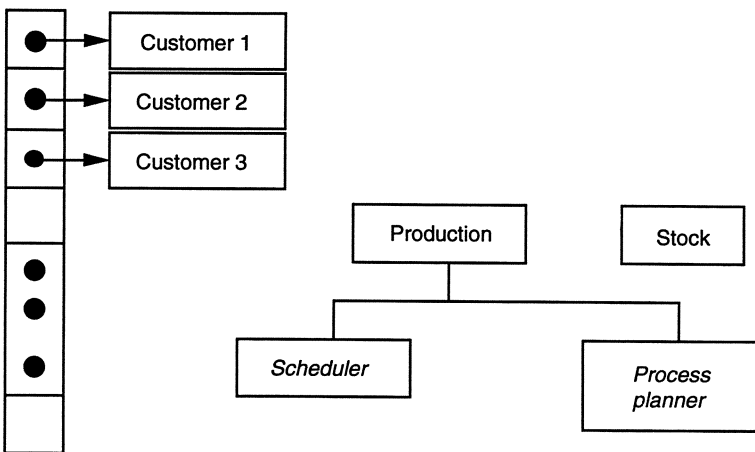 Customer 1
Customer 2
Customer 3
Production
Stock
Scheduler
Process
planner